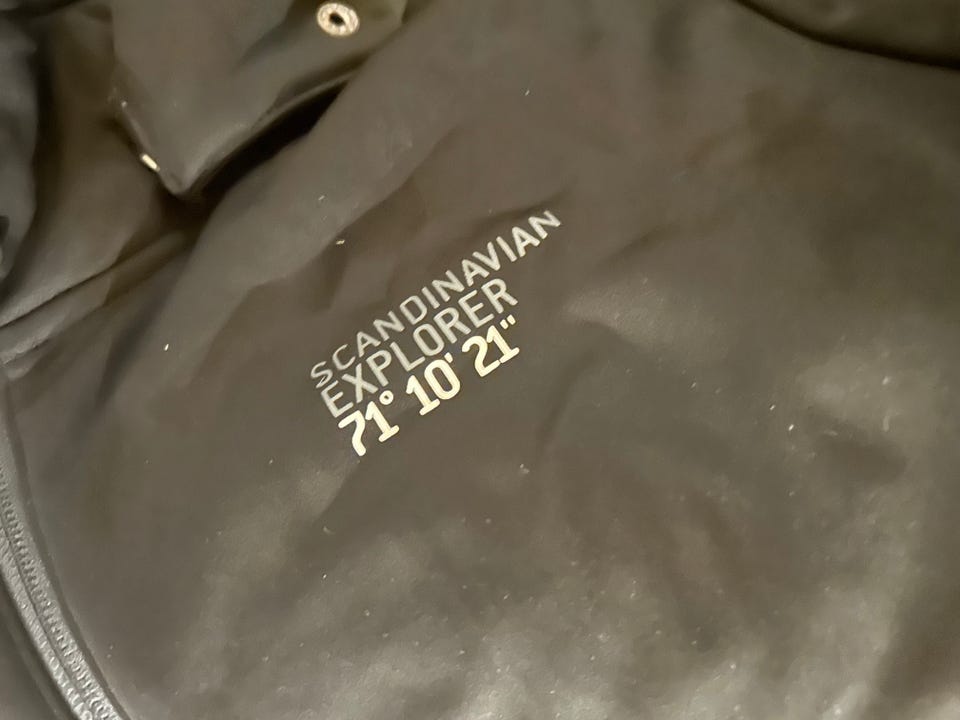 SCANDINAVIAN
EXPLORER
71° 10' 21"